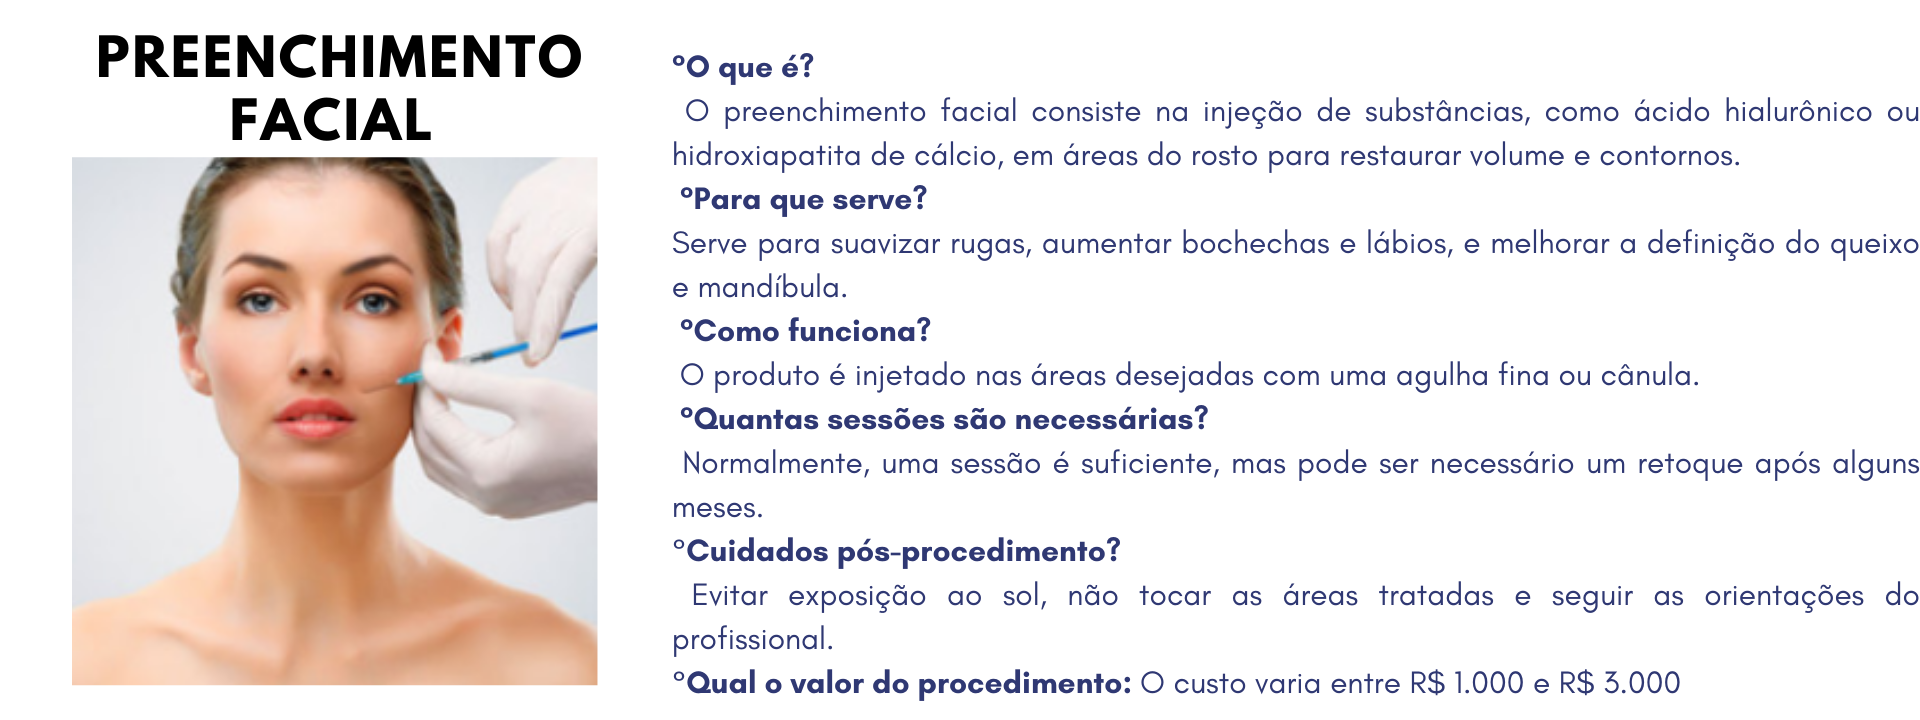 PREENCHIMENTO
FACIAL
°O que é?
O preenchimento facial consiste na injeção de substâncias, como ácido hialurônico ou
hidroxiapatita de cálcio, em áreas do rosto para restaurar volume e contornos.
°Para que serve?
Serve para suavizar rugas, aumentar bochechas e lábios, e melhorar a definição do queixo
e mandíbula.
°Como funciona?
O produto é injetado nas áreas desejadas com uma agulha fina ou cânula.
°Quantas sessões são necessárias?
Normalmente, uma sessão é suficiente, mas pode ser necessário um retoque após alguns
meses.
°Cuidados pós-procedimento?
Evitar exposição ao sol, não tocar as áreas tratadas e seguir as orientações do
profissional.
°Qual o valor do procedimento: O custo varia entre R$ 1.000 e R$ 3.000